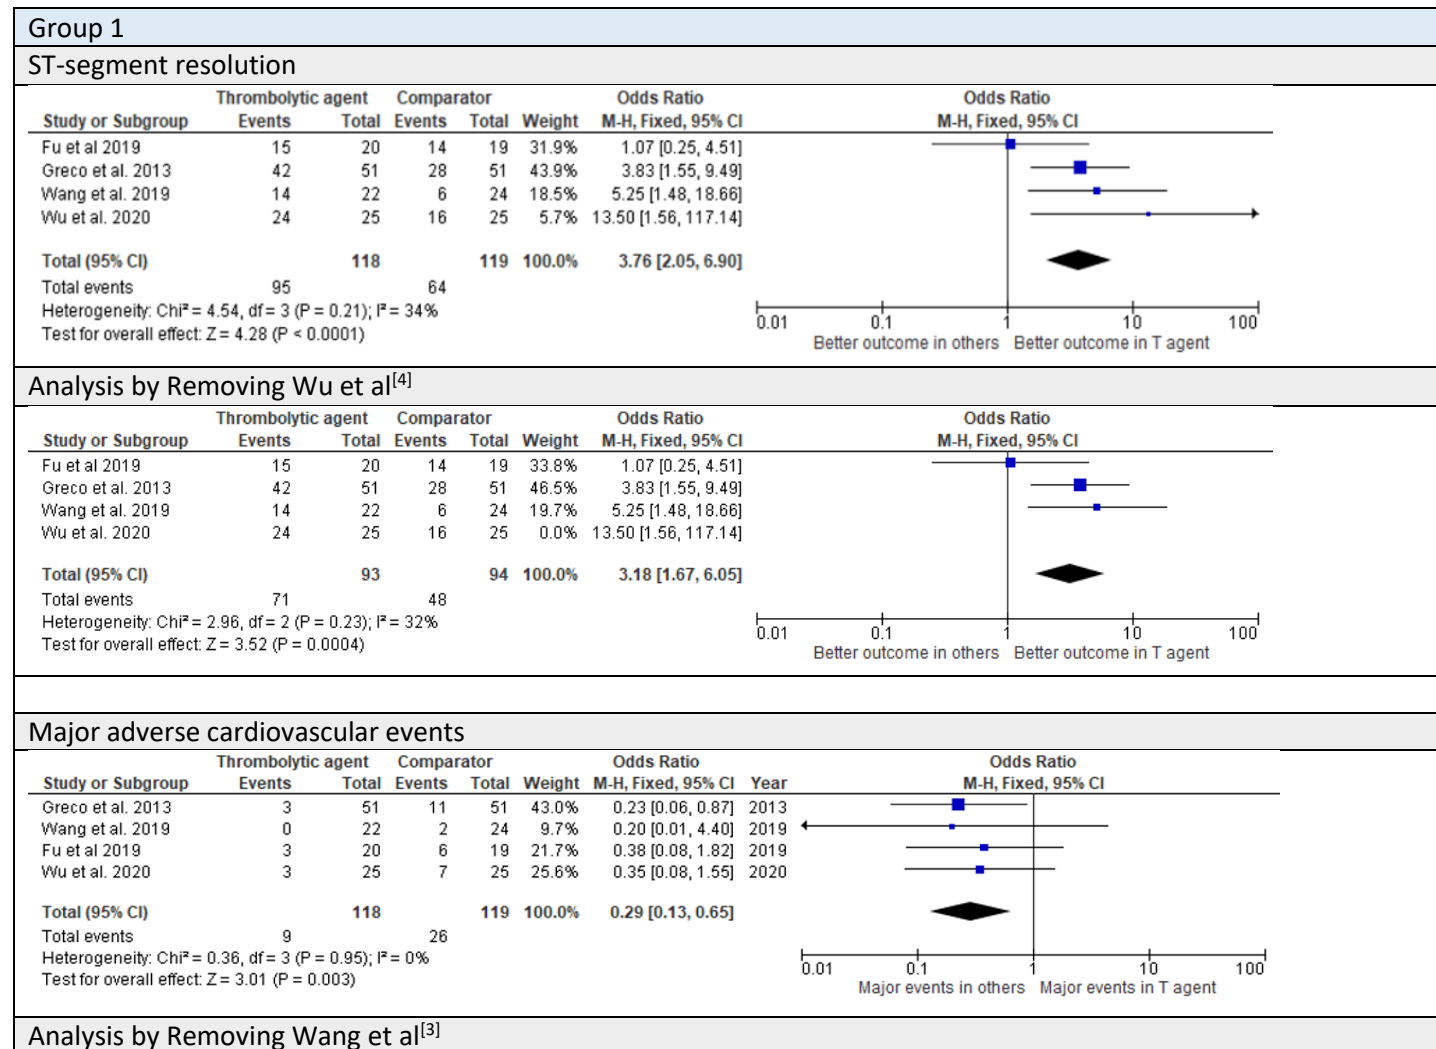 Group 1
ST-segment resolution
Thrombolytic agent Comparator Odds Ratio Odds Ratio
Study or Subgroup Events Total Events Total Weight M-H, Fixed, 95% CI M-H, Fixed, 95% CI
Fu et al 2019 15 20 14 19 31.9% 1.07 [0.25, 4.51]
Greco et al. 2013 42 51 28 51 43.9% 3.83 [1.55, 9.49]
Wang et al. 2019 14 22 6 24 18.5% 5.25 [1.48, 18.66]
Wu et al. 2020 24 25 16 25 5.7% 13.50 [1.56, 117.14]
Total (95% CI) 118 119 100.0% 3.76 [2.05, 6.90]
Total events 95 64
Heterogeneity: Chi² = 4.54, df = 3 (P = 0.21); I² = 34%
Test for overall effect: Z = 4.28 (P < 0.0001)
0.01 0.1 1 10 100
Better outcome in others Better outcome in T agent
Analysis by Removing Wu et al[4]
Thrombolytic agent Comparator Odds Ratio Odds Ratio
Study or Subgroup Events Total Events Total Weight M-H, Fixed, 95% CI M-H, Fixed, 95% CI
Fu et al 2019 15 20 14 19 33.8% 1.07 [0.25, 4.51]
Greco et al. 2013 42 51 28 51 46.5% 3.83 [1.55, 9.49]
Wang et al. 2019 14 22 6 24 19.7% 5.25 [1.48, 18.66]
Wu et al. 2020 24 25 16 25 0.0% 13.50 [1.56, 117.14]
Total (95% CI) 93 94 100.0% 3.18 [1.67, 6.05]
Total events 71 48
Heterogeneity: Chi² = 2.96, df = 2 (P = 0.23); I² = 32%
Test for overall effect: Z = 3.52 (P = 0.0004)
0.01 0.1 1 10 100
Better outcome in others Better outcome in T agent
Major adverse cardiovascular events
Thrombolytic agent Comparator Odds Ratio Odds Ratio
Study or Subgroup Events Total Events Total Weight M-H, Fixed, 95% CI Year M-H, Fixed, 95% CI
Greco et al. 2013 3 51 11 51 43.0% 0.23 [0.06, 0.87] 2013
Wang et al. 2019 0 22 2 24 9.7% 0.20 [0.01, 4.40] 2019
Fu et al 2019 3 20 6 19 21.7% 0.38 [0.08, 1.82] 2019
Wu et al. 2020 3 25 7 25 25.6% 0.35 [0.08, 1.55] 2020
Total (95% CI) 118 119 100.0% 0.29 [0.13, 0.65]
Total events 9 26
Heterogeneity: Chi² = 0.36, df = 3 (P = 0.95); I² = 0%
Test for overall effect: Z = 3.01 (P = 0.003)
0.01 0.1 1 10 100
Major events in others Major events in T agent
Analysis by Removing Wang et al[3]